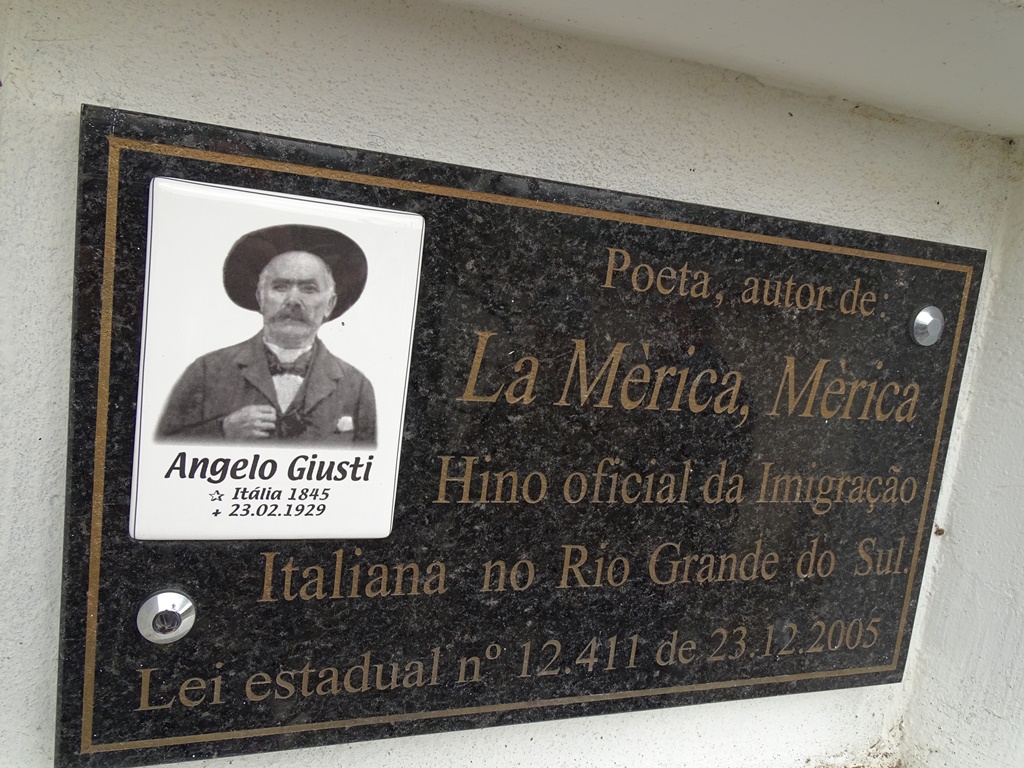 Angelo Giusti
✩ Itália 1845
+ 23.02.1929
Poeta, autor de:
La Mèrica, Mèrica
Hino oficial da Imigração
Italiana no Rio Grande do Sul.
Lei estadual nº 12.411 de 23.12.2005